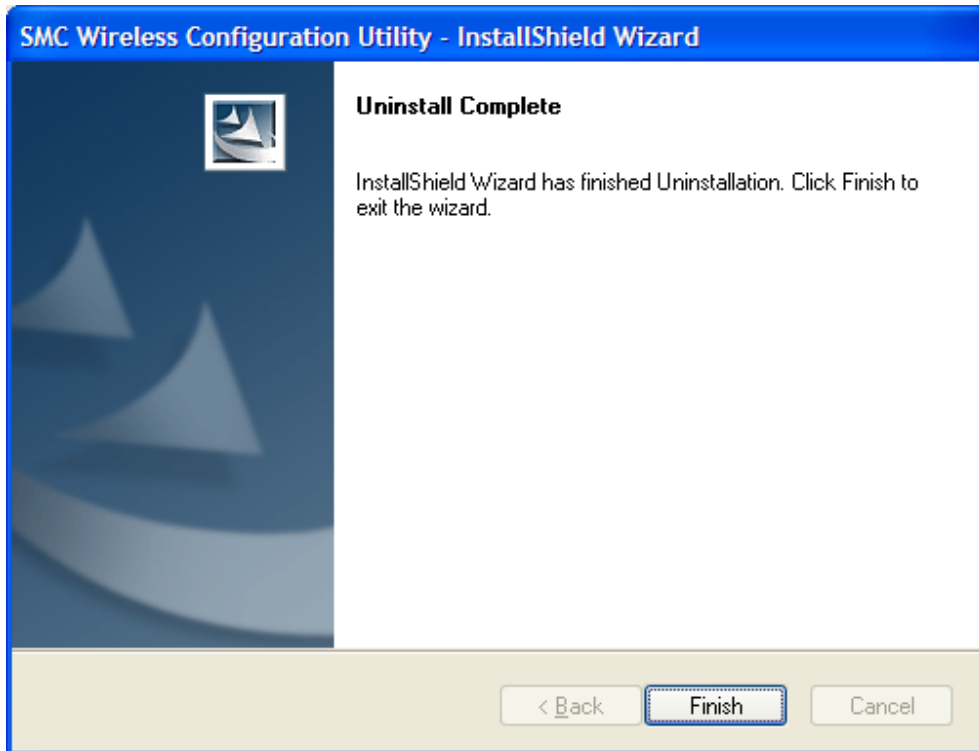 SMC Wireless Configuration Utility - InstallShield Wizard
Uninstall Complete
InstallShield Wizard has finished Uninstallation. Click Finish to
exit the wizard.
< Back
Finish
Cancel